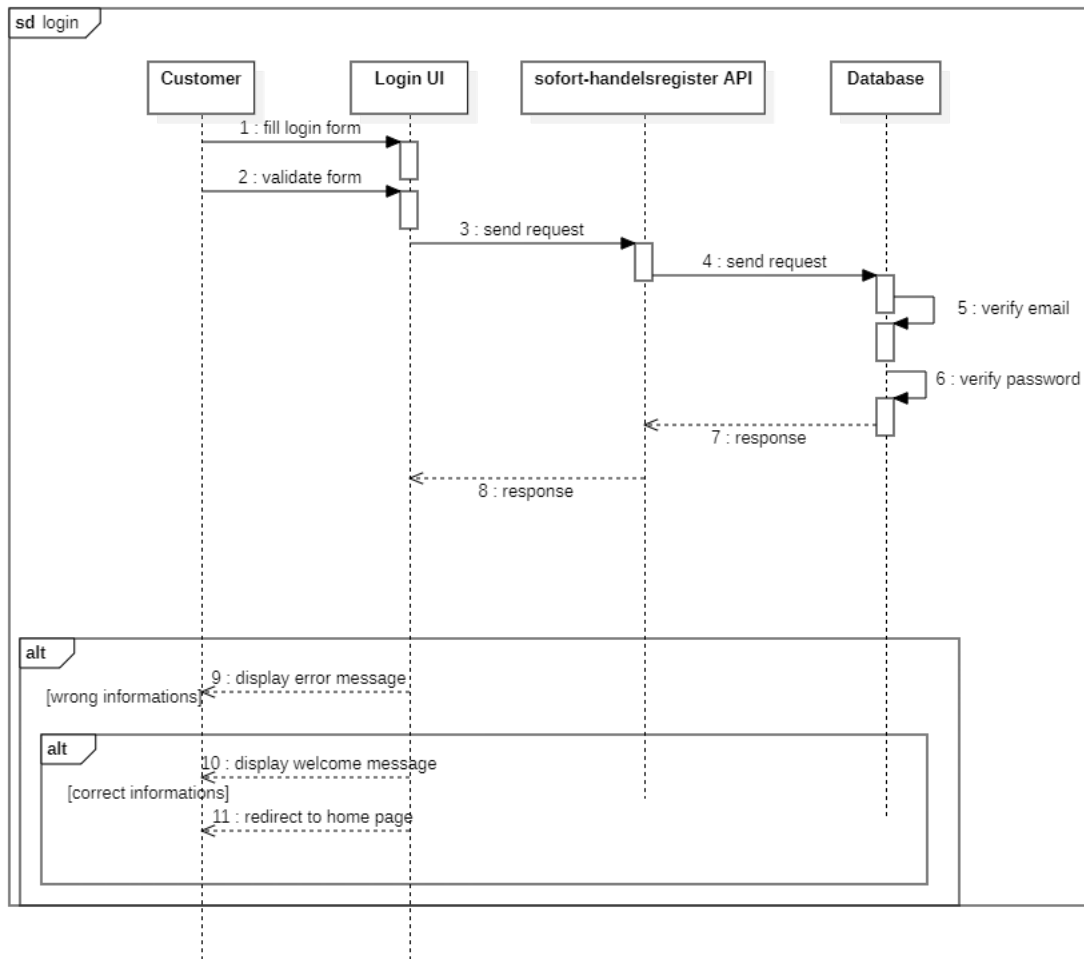 sd login
Customer
Login UI
sofort-handelsregister API
Database
1 : fill login form
2 : validate form
3 : send request
4 : send request
5 : verify email
6 : verify password
7 : response
8 : response
alt
9 : display error message
[wrong informations]
alt
10 : display welcome message
[correct informations]
11 : redirect to home page